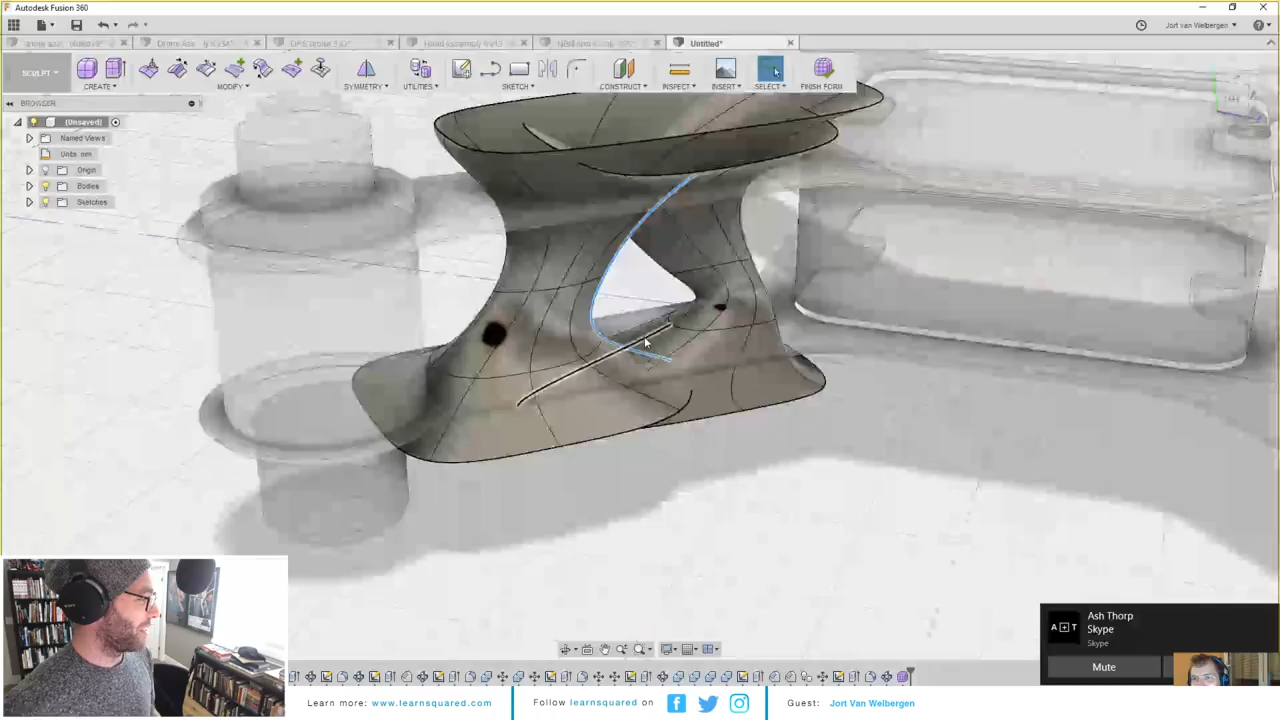 Autodesk Fusion 360
Jort van Welbergen
Untitled*
SCULPT
CREATE
MODIFY
SYMMETRY
UTILITIES
SKETCH
CONSTRUCT
INSPECT
INSERT
SELECT
FINISH FORM
BROWSER
(Unsaved)
Named Views
Units: mm
Origin
Bodies
Sketches
SONY
Ash Thorp
Skype
Skype
Mute
A T
Learn more: www.learnsquared.com
Follow learnsquared on
Guest: Jort Van Welbergen